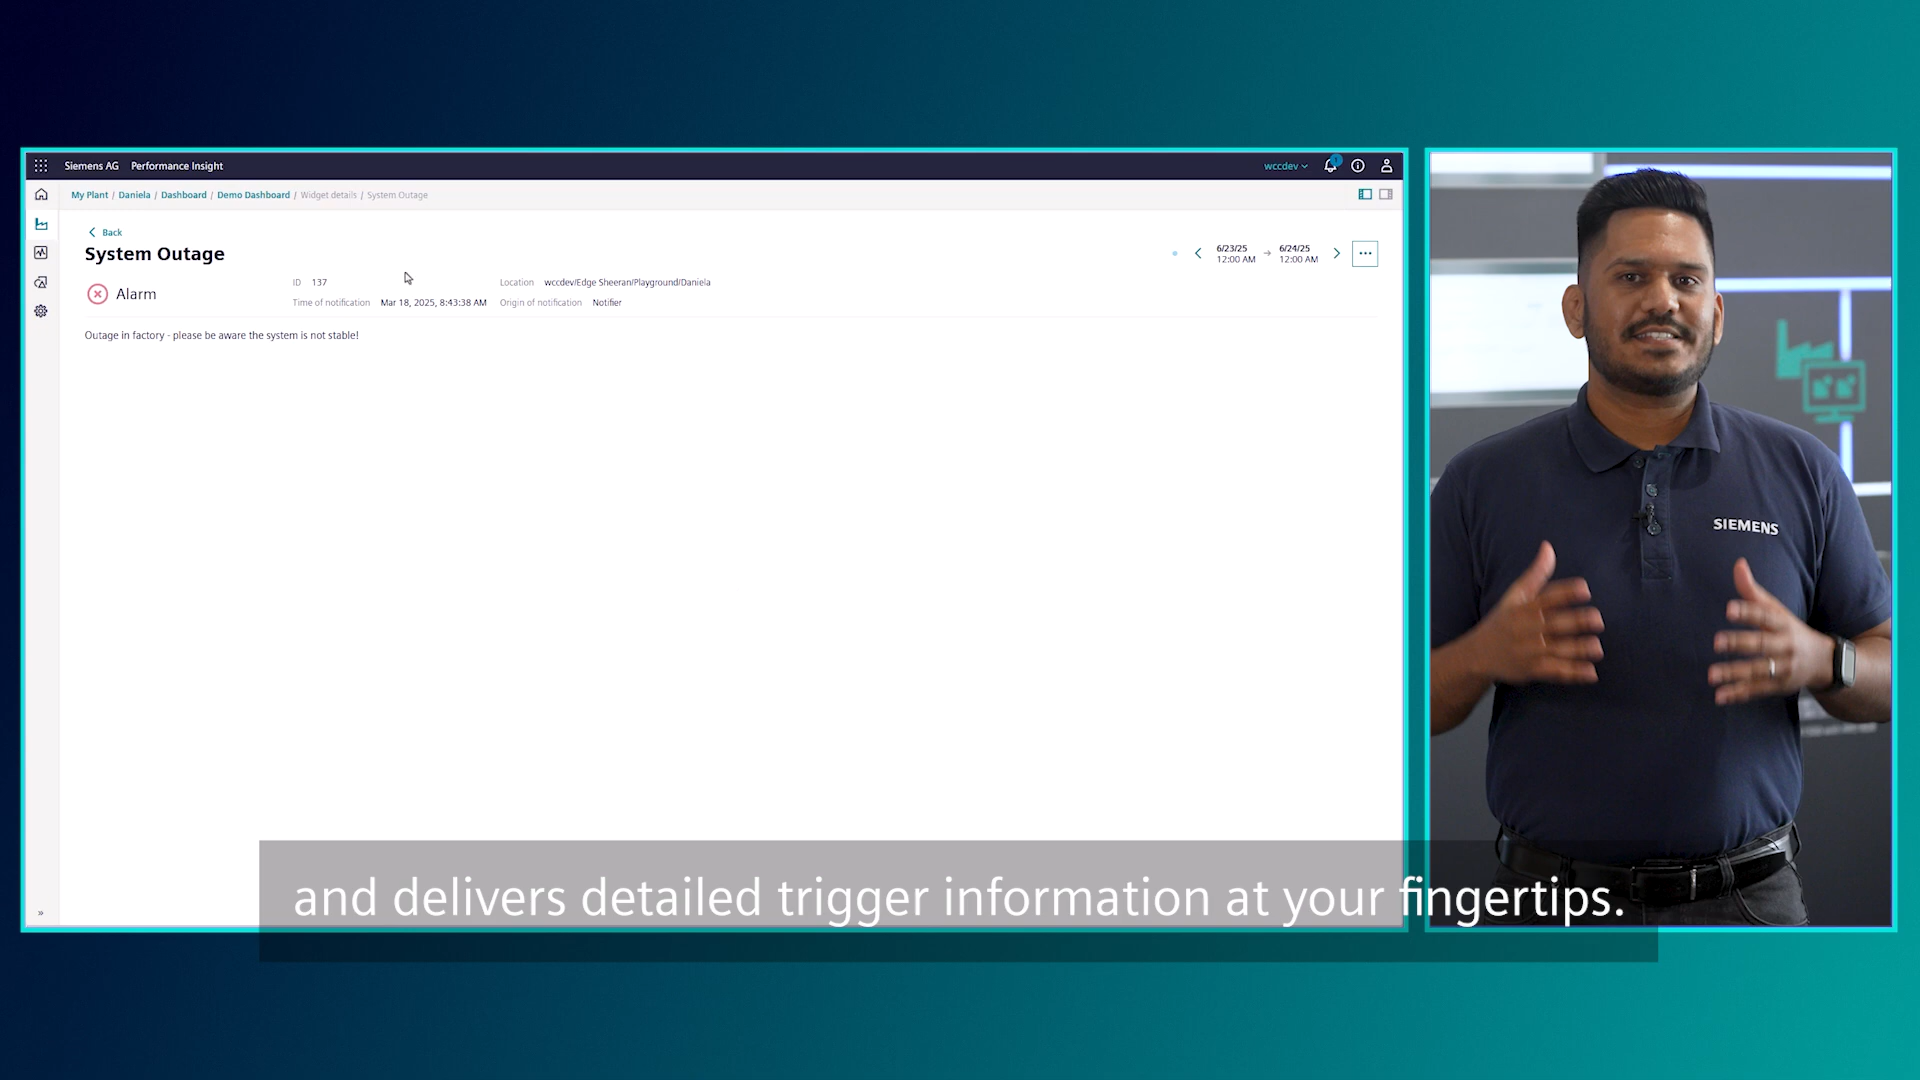 Siemens AG Performance Insight
wccdev
My Plant / Daniela / Dashboard / Demo Dashboard / Widget details / System Outage
Back
System Outage
6/23/25 6/24/25
12:00 AM 12:00 AM
Alarm
ID 137 Location wccdev/Edge Sheeran/Playground/Daniela
Time of notification Mar 18, 2025, 8:43:38 AM Origin of notification Notifier
Outage in factory - please be aware the system is not stable!
SIEMENS
and delivers detailed trigger information at your fingertips.